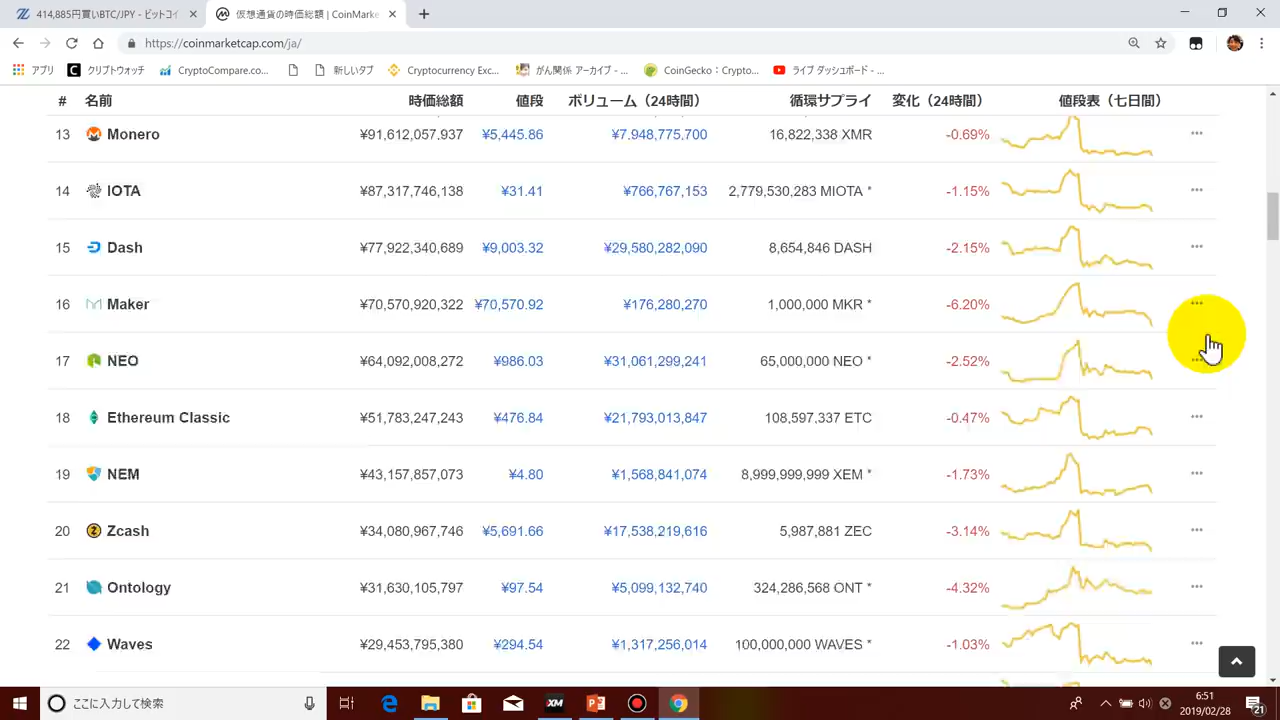 414,885円買いBTC/JPY - ビットコイ
仮想通貨の時価総額 | CoinMarke
https://coinmarketcap.com/ja/
アプリ クリプトウォッチ CryptoCompare.co... 新しいタブ Cryptocurrency Exc... がん関係 アーカイブ - ... CoinGecko：Crypto... ライブ ダッシュボード - ...
# 名前 時価総額 値段 ボリューム（24時間） 循環サプライ 変化（24時間） 値段表（七日間）
13 Monero ¥91,612,057,937 ¥5,445.86 ¥7,948,775,700 16,822,338 XMR -0.69%
14 IOTA ¥87,317,746,138 ¥31.41 ¥766,767,153 2,779,530,283 MIOTA * -1.15%
15 Dash ¥77,922,340,689 ¥9,003.32 ¥29,580,282,090 8,654,846 DASH -2.15%
16 Maker ¥70,570,920,322 ¥70,570.92 ¥176,280,270 1,000,000 MKR * -6.20%
17 NEO ¥64,092,008,272 ¥986.03 ¥31,061,299,241 65,000,000 NEO * -2.52%
18 Ethereum Classic ¥51,783,247,243 ¥476.84 ¥21,793,013,847 108,597,337 ETC -0.47%
19 NEM ¥43,157,857,073 ¥4.80 ¥1,568,841,074 8,999,999,999 XEM * -1.73%
20 Zcash ¥34,080,967,746 ¥5,691.66 ¥17,538,219,616 5,987,881 ZEC -3.14%
21 Ontology ¥31,630,105,797 ¥97.54 ¥5,099,132,740 324,286,568 ONT * -4.32%
22 Waves ¥29,453,795,380 ¥294.54 ¥1,317,256,014 100,000,000 WAVES * -1.03%
ここに入力して検索
XM
6:51
2019/02/28
21